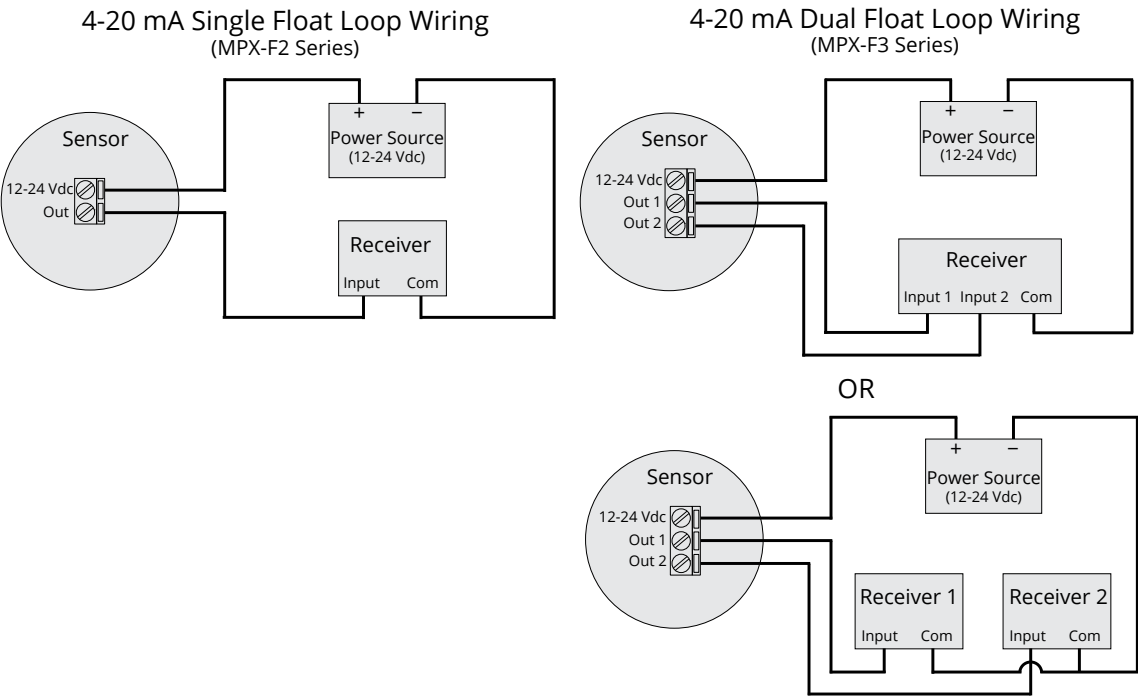 4-20 mA Single Float Loop Wiring
(MPX-F2 Series)
Sensor
12-24 Vdc
Out
+ −
Power Source
(12-24 Vdc)
Receiver
Input Com
4-20 mA Dual Float Loop Wiring
(MPX-F3 Series)
Sensor
12-24 Vdc
Out 1
Out 2
+ −
Power Source
(12-24 Vdc)
Receiver
Input 1 Input 2 Com
OR
Sensor
12-24 Vdc
Out 1
Out 2
+ −
Power Source
(12-24 Vdc)
Receiver 1
Input Com
Receiver 2
Input Com